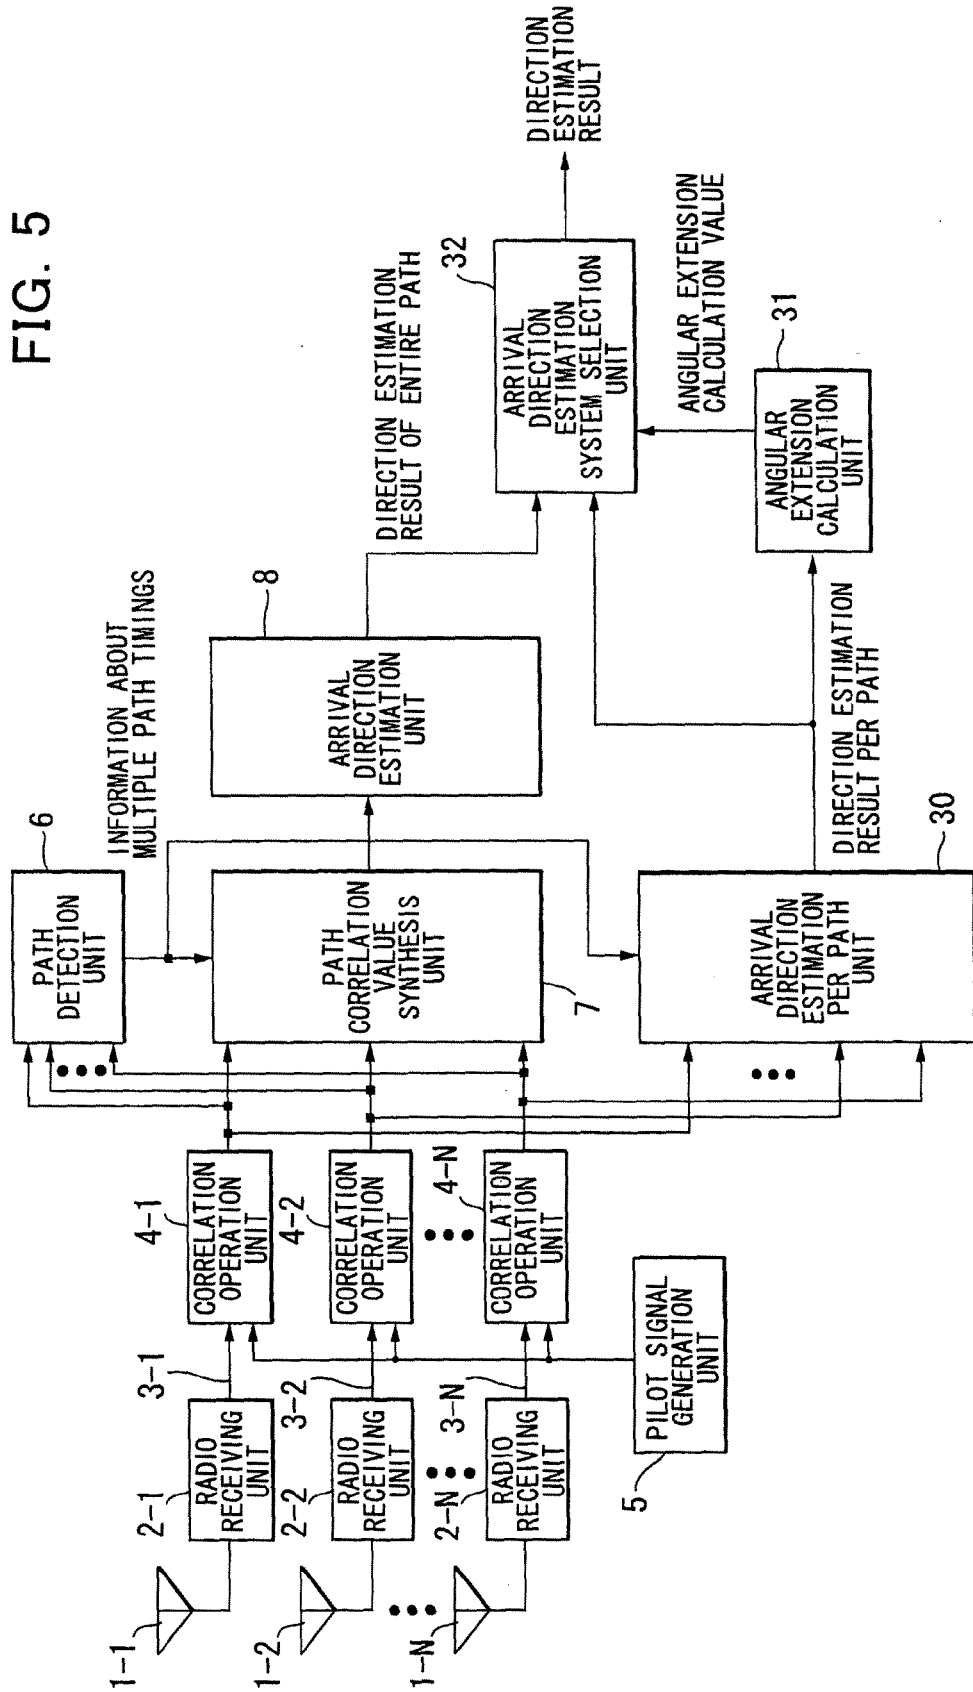 FIG. 5
1-1
2-1
RADIO
RECEIVING
UNIT
3-1
4-1
CORRELATION
OPERATION
UNIT
1-2
2-2
RADIO
RECEIVING
UNIT
3-2
4-2
CORRELATION
OPERATION
UNIT
1-N
2-N
RADIO
RECEIVING
UNIT
3-N
4-N
CORRELATION
OPERATION
UNIT
5
PILOT SIGNAL
GENERATION
UNIT
PATH
DETECTION
UNIT
6
INFORMATION ABOUT
MULTIPLE PATH TIMINGS
PATH
CORRELATION
VALUE
SYNTHESIS
UNIT
7
ARRIVAL
DIRECTION
ESTIMATION
UNIT
8
DIRECTION ESTIMATION
RESULT OF ENTIRE PATH
ARRIVAL
DIRECTION
ESTIMATION
PER PATH
UNIT
30
DIRECTION ESTIMATION
RESULT PER PATH
ANGULAR
EXTENSION
CALCULATION
UNIT
31
ANGULAR EXTENSION
CALCULATION VALUE
ARRIVAL
DIRECTION
ESTIMATION
SYSTEM SELECTION
UNIT
32
DIRECTION
ESTIMATION
RESULT